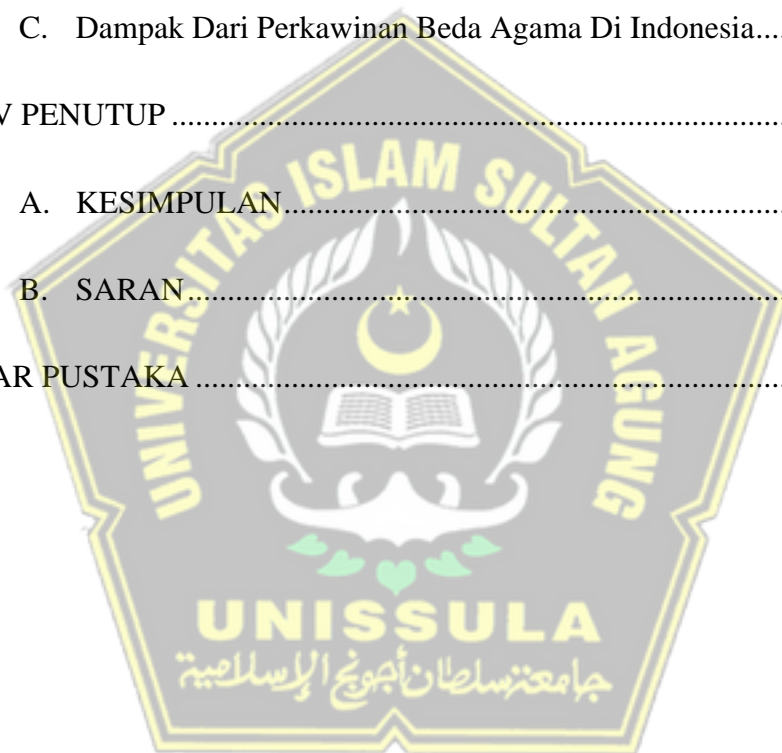 C. Dampak Dari Perkawinan Beda Agama Di Indonesia....
V PENUTUP ........................................................................
A. KESIMPULAN............................................................
B. SARAN........................................................................
AR PUSTAKA ......................................................................
UNIVERSITAS ISLAM SULTAN AGUNG
UNISSULA
جامعة سلطان أجونج الإسلامية